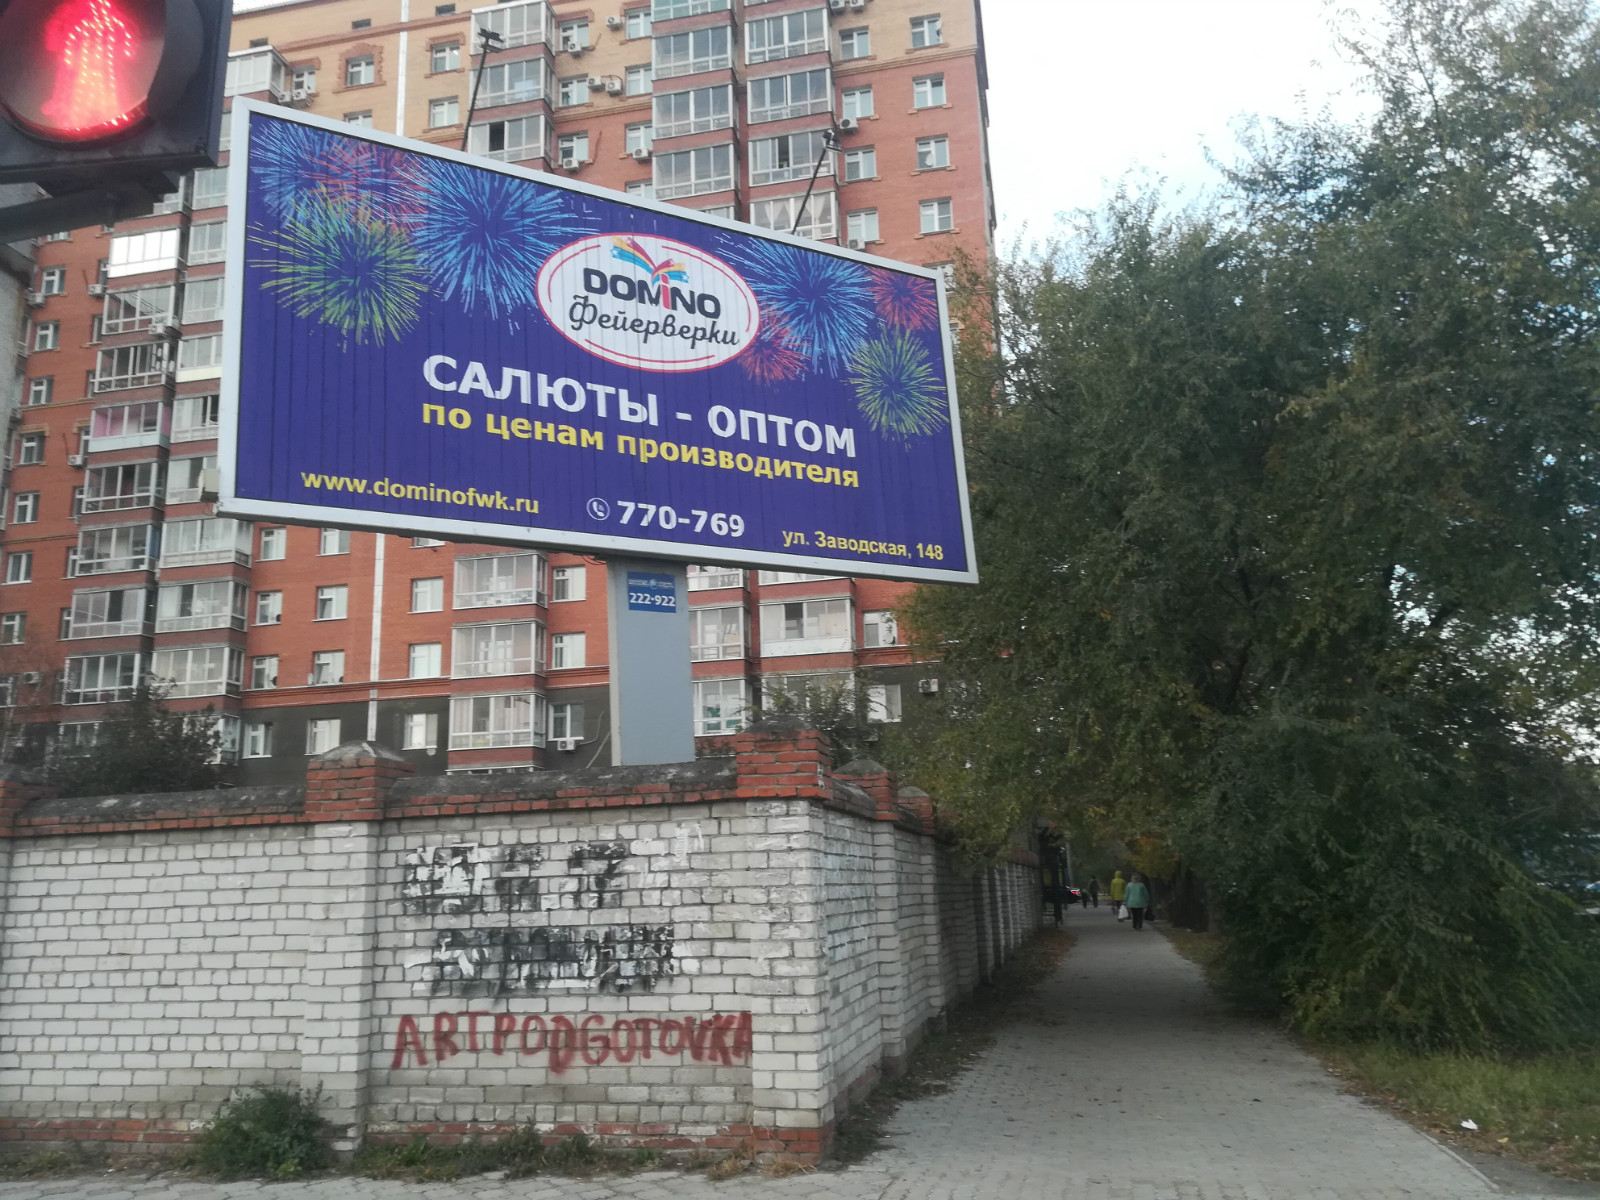 DOMiNO
Фейерверки
САЛЮТЫ - ОПТОМ
по ценам производителя
www.dominofwk.ru
770-769
ул. Заводская, 148
222-922
ARTPODGOTOVKA